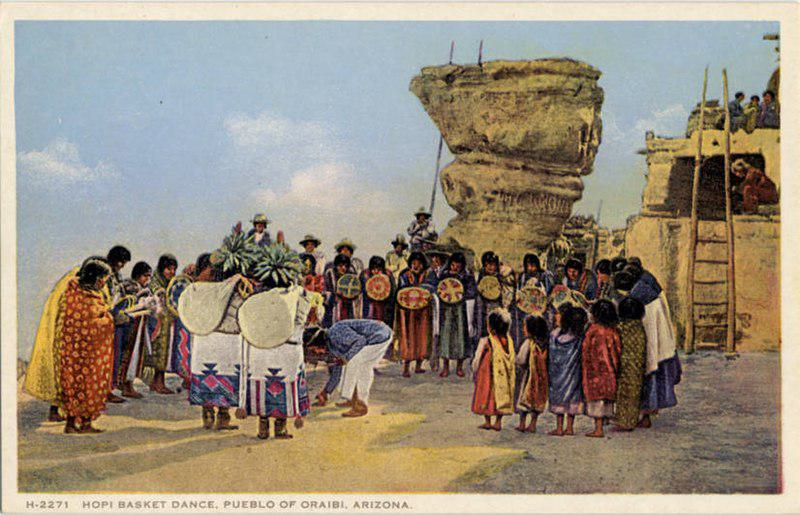 H-2271 HOPI BASKET DANCE, PUEBLO OF ORAIBI, ARIZONA.